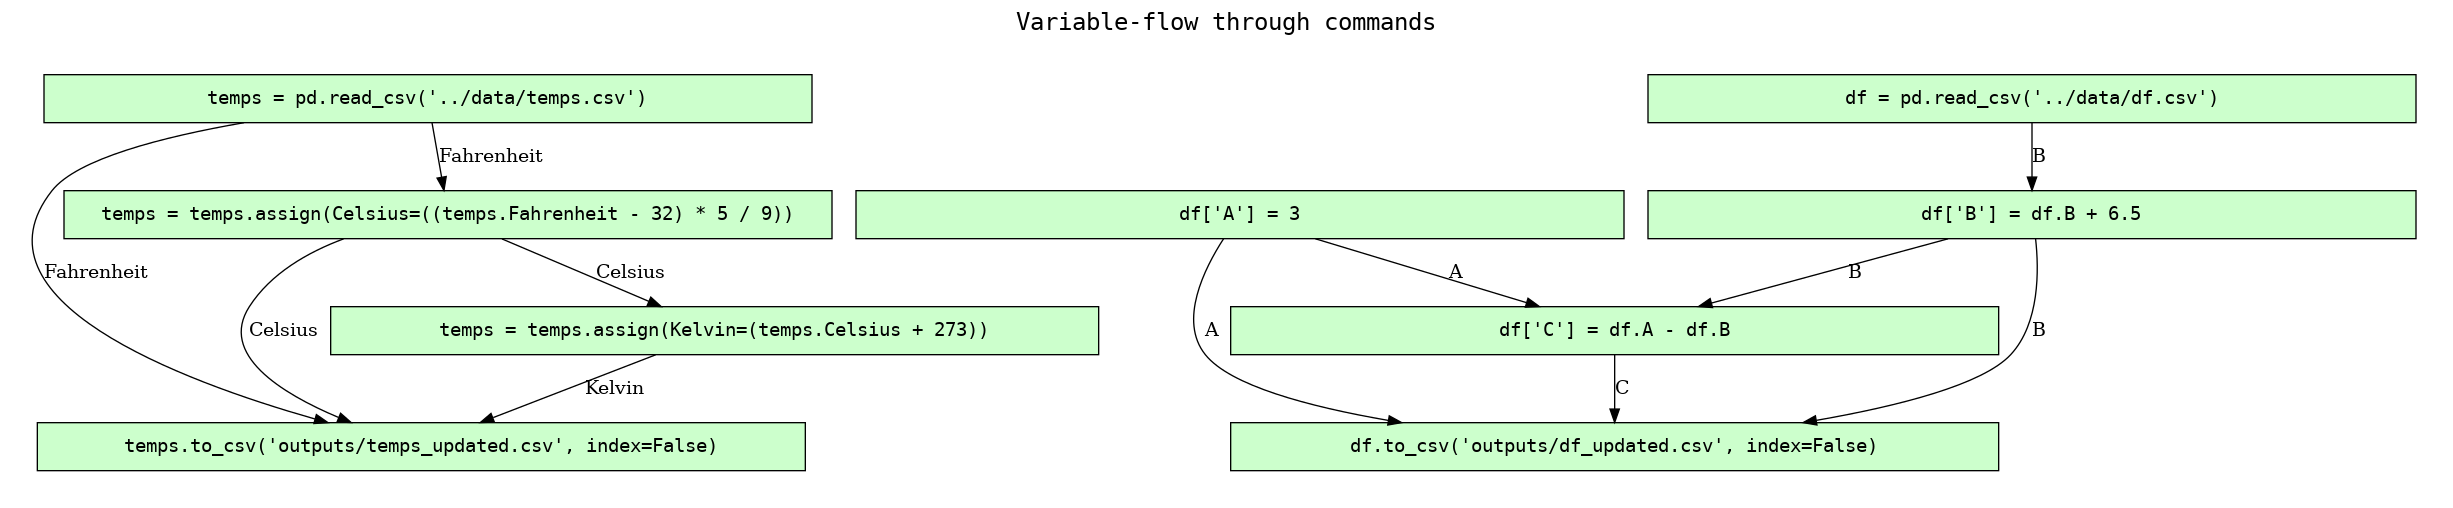 Variable-flow through commands
temps = pd.read_csv('../data/temps.csv')
df = pd.read_csv('../data/df.csv')
Fahrenheit
B
temps = temps.assign(Celsius=((temps.Fahrenheit - 32) * 5 / 9))
df['A'] = 3
df['B'] = df.B + 6.5
Fahrenheit
Celsius
A
B
temps = temps.assign(Kelvin=(temps.Celsius + 273))
df['C'] = df.A - df.B
Celsius
A
B
Kelvin
C
temps.to_csv('outputs/temps_updated.csv', index=False)
df.to_csv('outputs/df_updated.csv', index=False)